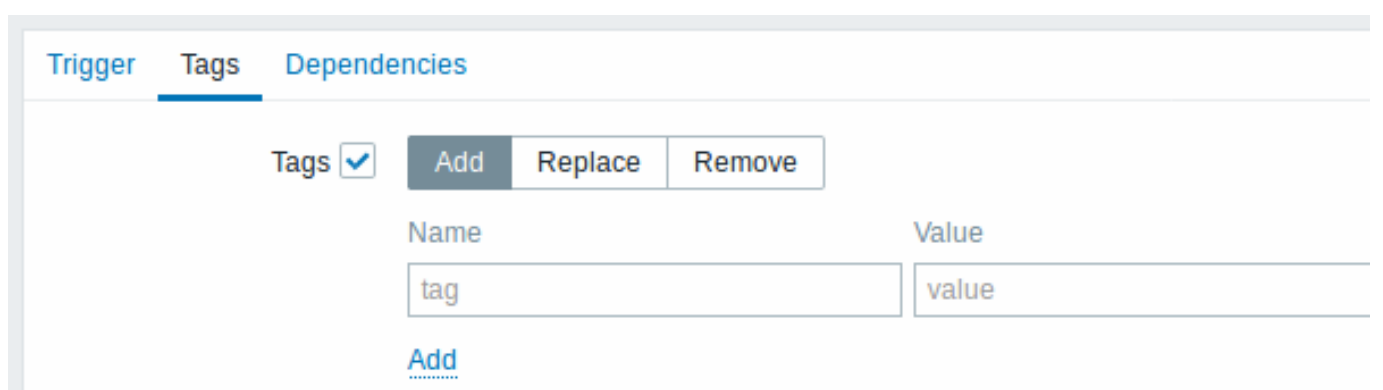 Trigger Tags Dependencies
Tags Add Replace Remove
Name Value
tag value
Add